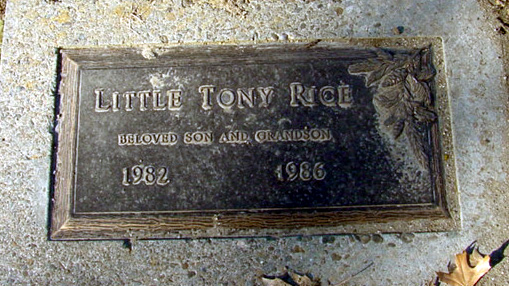 LITTLE TONY RICE
BELOVED SON AND GRANDSON
1982 1986